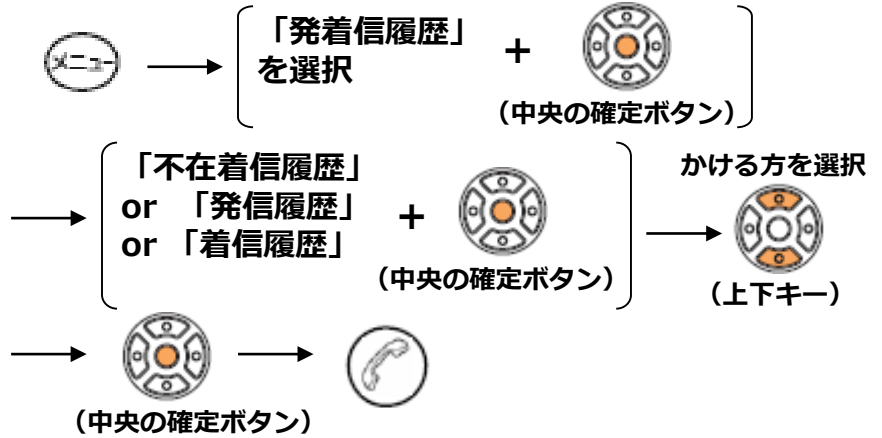 メニュー
「発着信履歴」
を選択
+
（中央の確定ボタン）
「不在着信履歴」
or 「発信履歴」
or 「着信履歴」
+
（中央の確定ボタン）
かける方を選択
（上下キー）
（中央の確定ボタン）